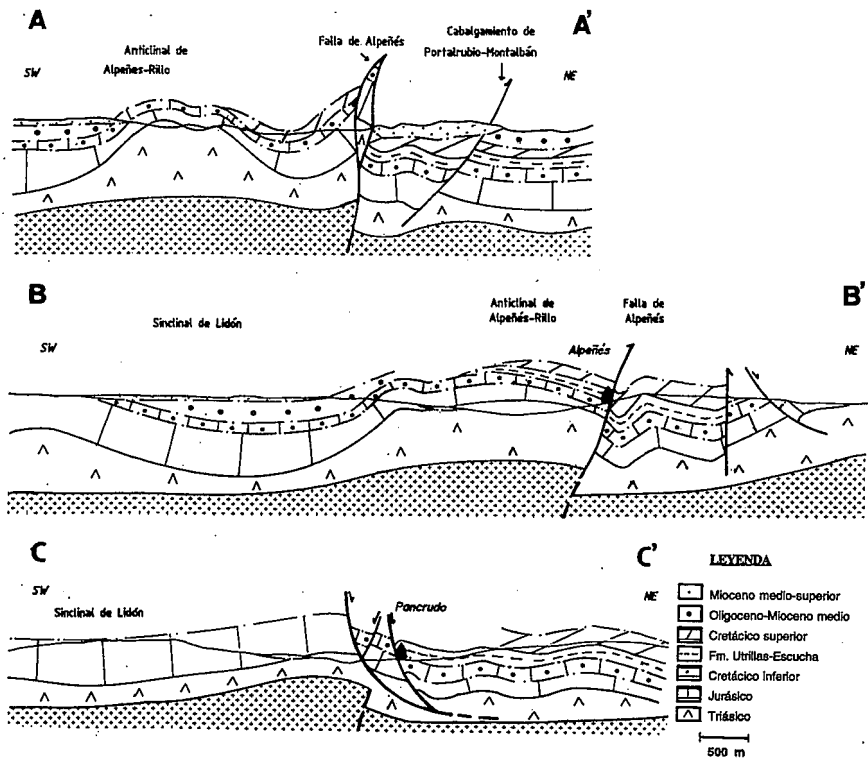 A
A'
Anticlinal de
Alpeñes-Rillo
Falla de Alpeñés
Cabalgamiento de
Portalrubio-Montalbán
SW
NE
B
B'
Sinclinal de Lidón
Anticlinal de
Alpeñés-Rillo
Falla de
Alpeñés
SW
Alpeñés
NE
C
C'
SW
NE
Sinclinal de Lidón
Pancrudo
LEYENDA
Mioceno medio-superior
Oligoceno-Mioceno medio
Cretácico superior
Fm. Utrillas-Escucha
Cretácico inferior
Jurásico
Triásico
500 m